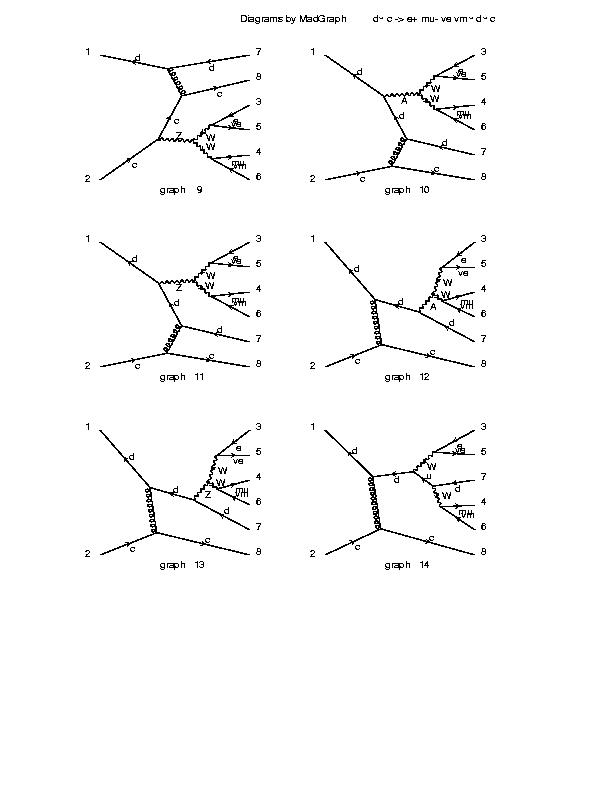 Diagrams by MadGraph d~ c -> e+ mu- ve vm~ d~ c
1 d d 7
8
c
3
c e
ve 5
Z W
W 4
mu
vm
2 c 6
graph 9
1 d 3
e
ve 5
A W
W 4
mu
vm
d 6
d 7
2 c c 8
graph 10
1 d 3
e
ve 5
Z W
W 4
mu
vm
d 6
d 7
2 c c 8
graph 11
1 d 3
e
ve 5
W
W 4
mu
vm
d A 6
d 7
2 c c 8
graph 12
1 d 3
e
ve 5
W
W 4
mu
vm
d Z 6
d 7
2 c c 8
graph 13
1 d 3
e
ve 5
W
d u 7
d
W 4
mu
vm
6
2 c c 8
graph 14